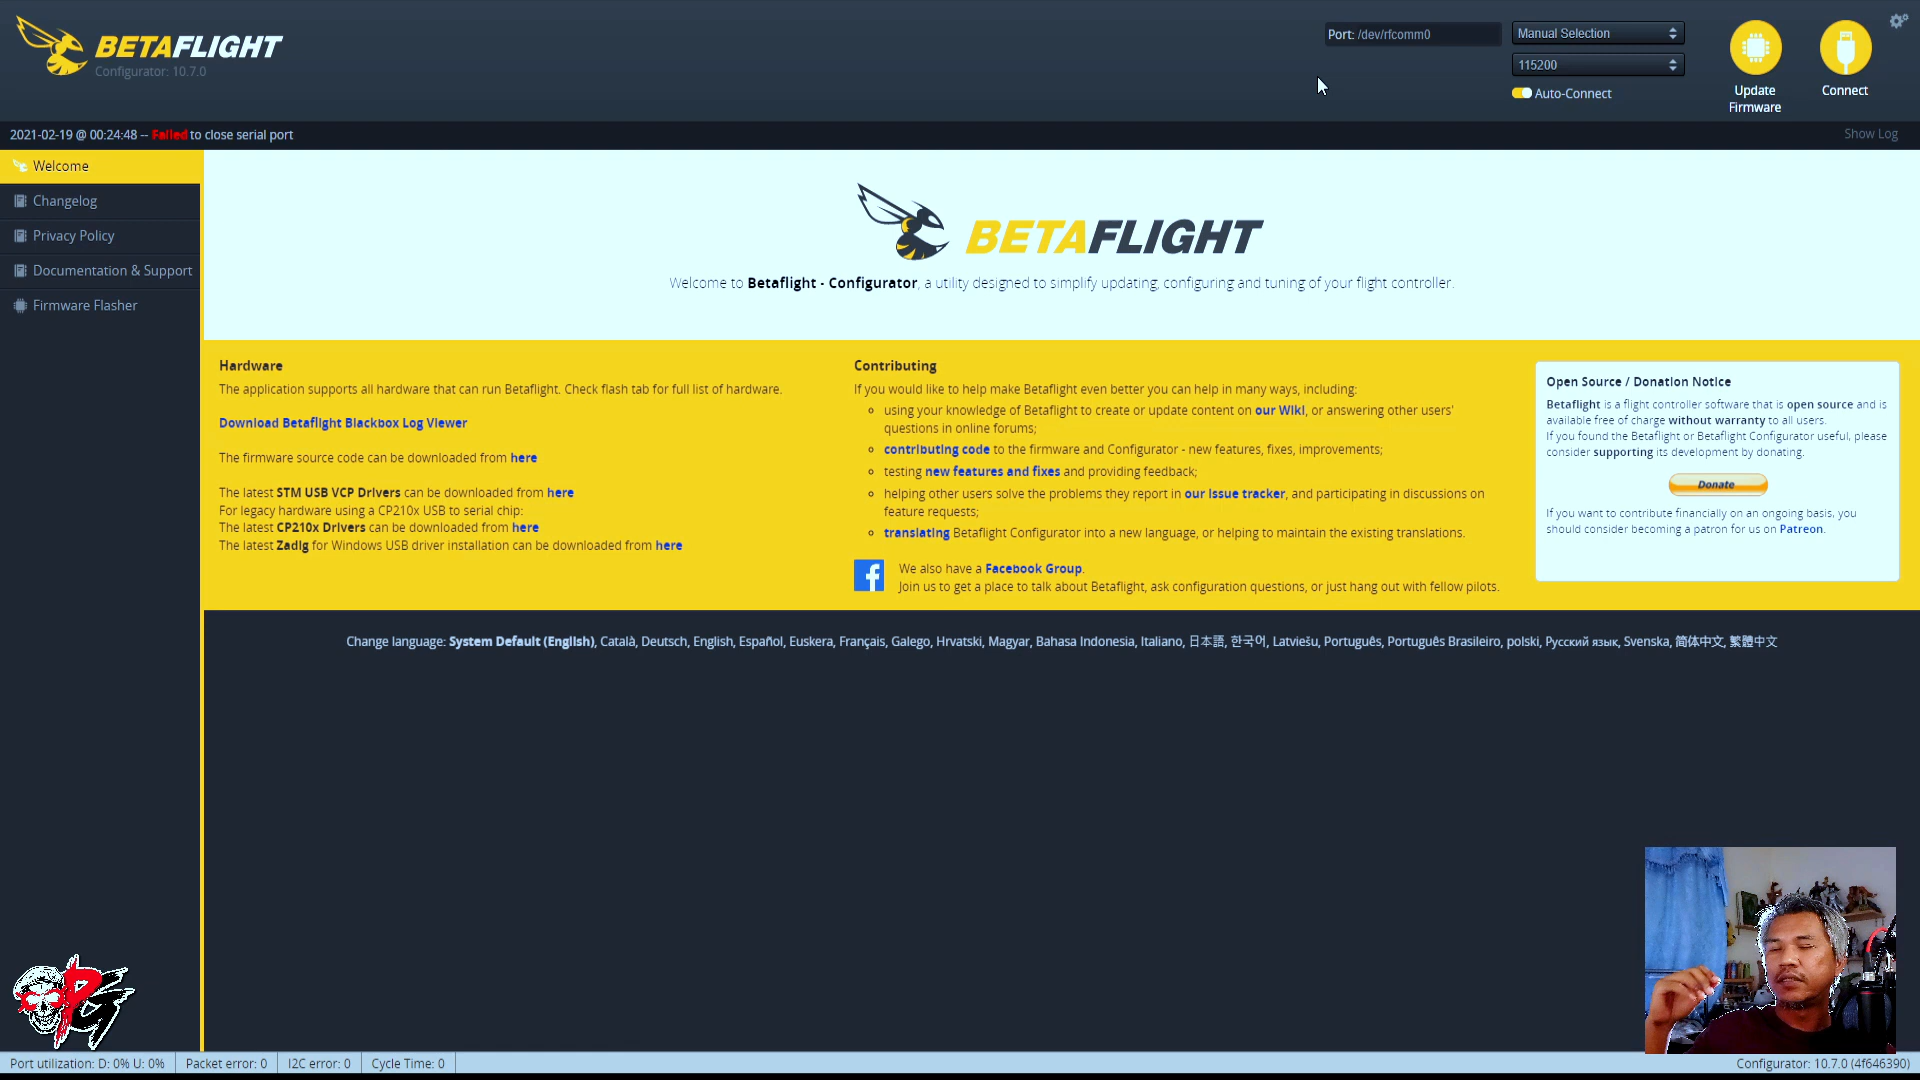 BETAFLIGHT
Configurator: 10.7.0
Port: /dev/rfcomm0
Manual Selection
115200
Auto-Connect
Update
Firmware
Connect
2021-02-19 @ 00:24:48 -- Failed to close serial port
Show Log
Welcome
Changelog
Privacy Policy
Documentation & Support
Firmware Flasher
BETAFLIGHT
Welcome to Betaflight - Configurator, a utility designed to simplify updating, configuring and tuning of your flight controller.
Hardware
The application supports all hardware that can run Betaflight. Check flash tab for full list of hardware.
Download Betaflight Blackbox Log Viewer
The firmware source code can be downloaded from here
The latest STM USB VCP Drivers can be downloaded from here
For legacy hardware using a CP210x USB to serial chip:
The latest CP210x Drivers can be downloaded from here
The latest Zadig for Windows USB driver installation can be downloaded from here
Contributing
If you would like to help make Betaflight even better you can help in many ways, including:
using your knowledge of Betaflight to create or update content on our Wiki, or answering other users'
questions in online forums;
contributing code to the firmware and Configurator - new features, fixes, improvements;
testing new features and fixes and providing feedback;
helping other users solve the problems they report in our issue tracker, and participating in discussions on
feature requests;
translating Betaflight Configurator into a new language, or helping to maintain the existing translations.
We also have a Facebook Group.
Join us to get a place to talk about Betaflight, ask configuration questions, or just hang out with fellow pilots.
Open Source / Donation Notice
Betaflight is a flight controller software that is open source and is
available free of charge without warranty to all users.
If you found the Betaflight or Betaflight Configurator useful, please
consider supporting its development by donating.
Donate
If you want to contribute financially on an ongoing basis, you
should consider becoming a patron for us on Patreon.
Change language: System Default (English), Català, Deutsch, English, Español, Euskera, Français, Galego, Hrvatski, Magyar, Bahasa Indonesia, Italiano, 日本語, 한국어, Latviešu, Português, Português Brasileiro, polski, Русский язык, Svenska, 简体中文, 繁體中文
PG
Port utilization: D: 0% U: 0%
Packet error: 0
I2C error: 0
Cycle Time: 0
Configurator: 10.7.0 (4f646390)